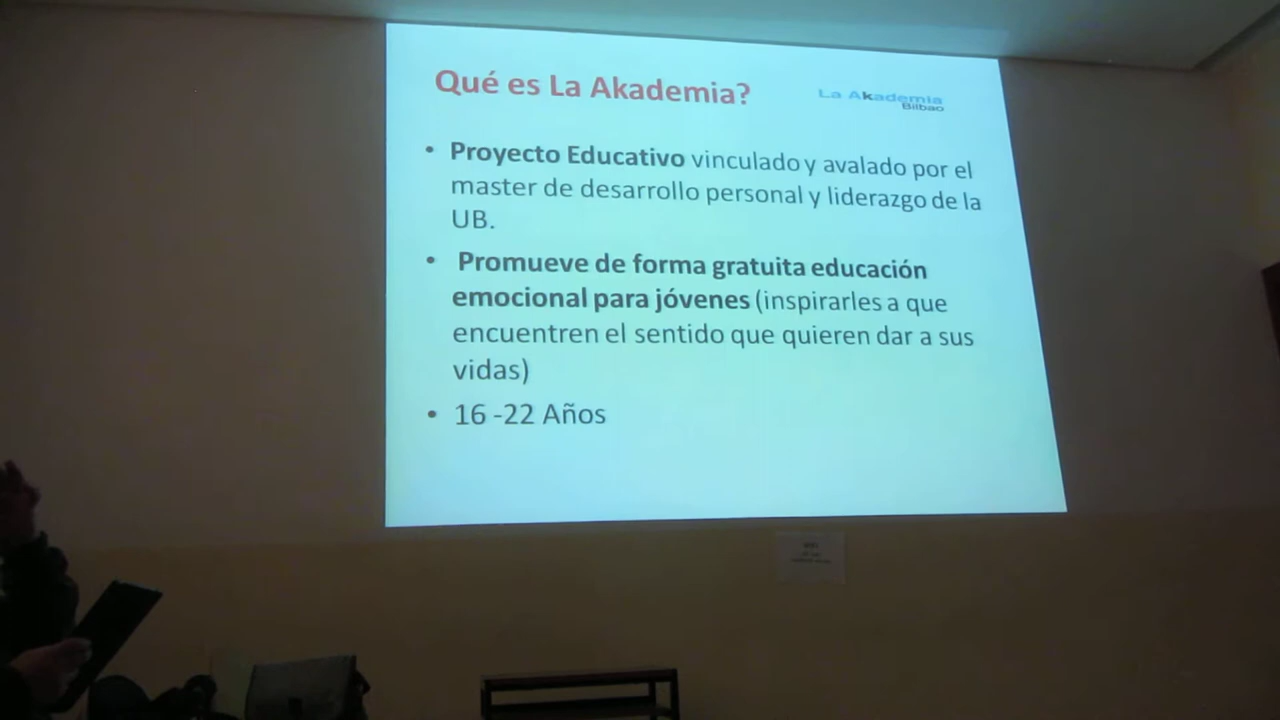 Qué es La Akademia?
La Akademia
Bilbao
• Proyecto Educativo vinculado y avalado por el
master de desarrollo personal y liderazgo de la
UB.
• Promueve de forma gratuita educación
emocional para jóvenes (inspirarles a que
encuentren el sentido que quieren dar a sus
vidas)
• 16 -22 Años